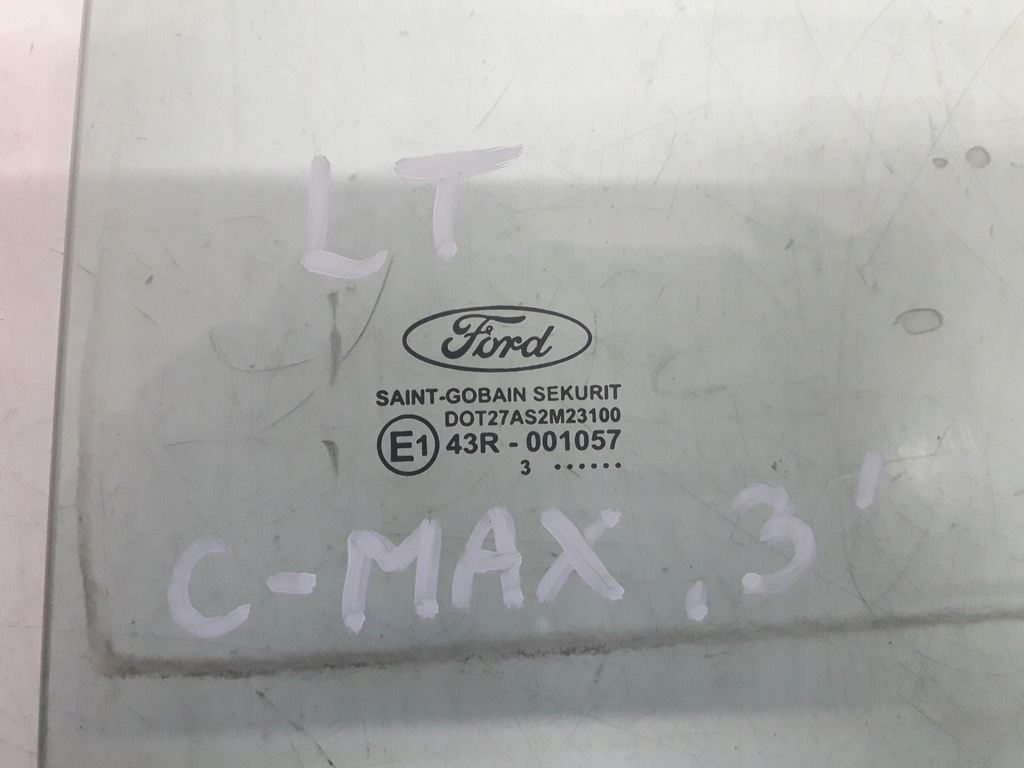 LT
Ford
SAINT-GOBAIN SEKURIT
DOT27AS2M23100
E1 43R - 001057
3 ......
C-MAX ,3'